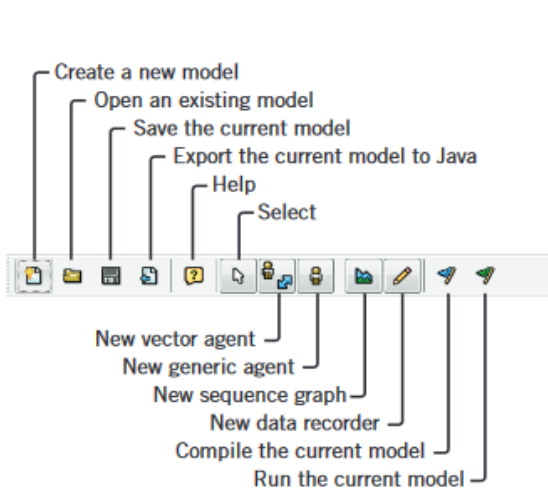 Create a new model
Open an existing model
Save the current model
Export the current model to Java
Help
Select
New vector agent
New generic agent
New sequence graph
New data recorder
Compile the current model
Run the current model